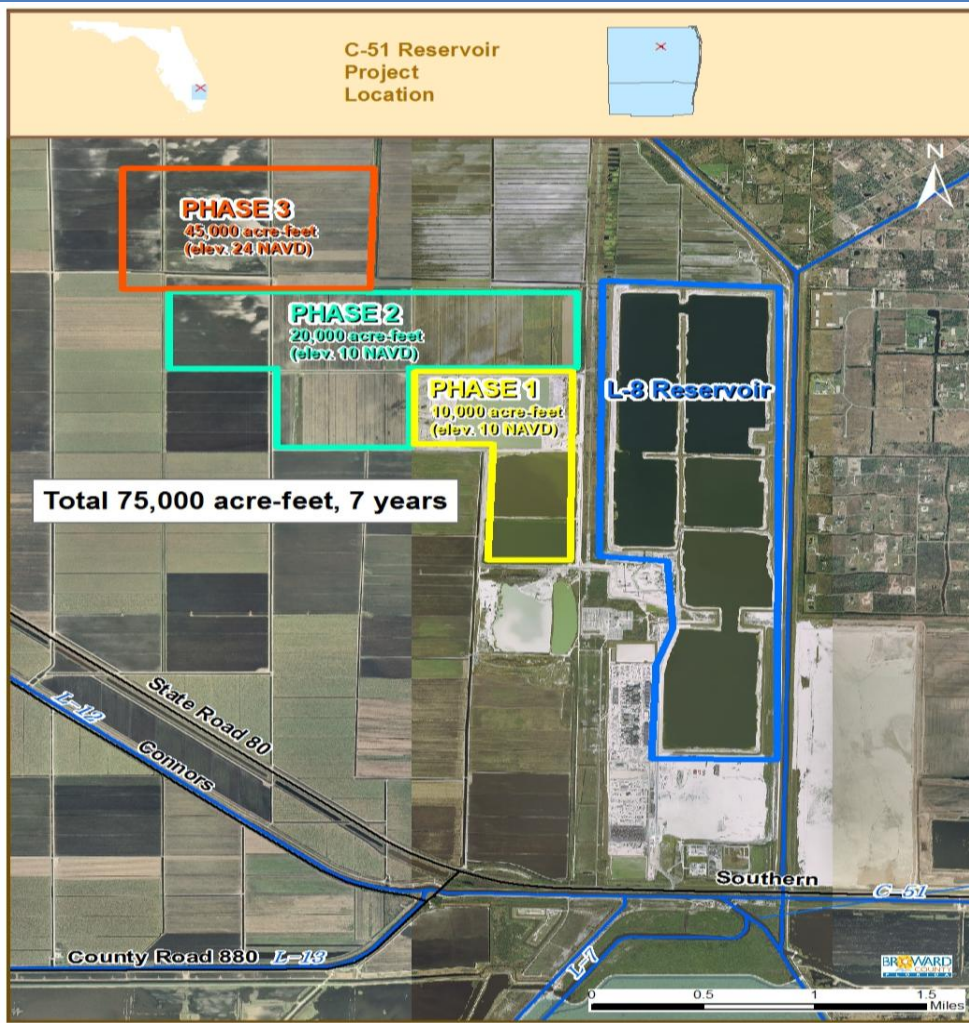 C-51 Reservoir
Project
Location
N
PHASE 3
45,000 acre-feet
(elev. 24 NAVD)
PHASE 2
20,000 acre-feet
(elev. 10 NAVD)
PHASE 1
10,000 acre-feet
(elev. 10 NAVD)
L-8 Reservoir
Total 75,000 acre-feet, 7 years
State Road 80
L-12
Connors
Southern
C-51
County Road 880
L-13
L-7
BROWARD
COUNTY
FLORIDA
0 0.5 1 1.5
Miles